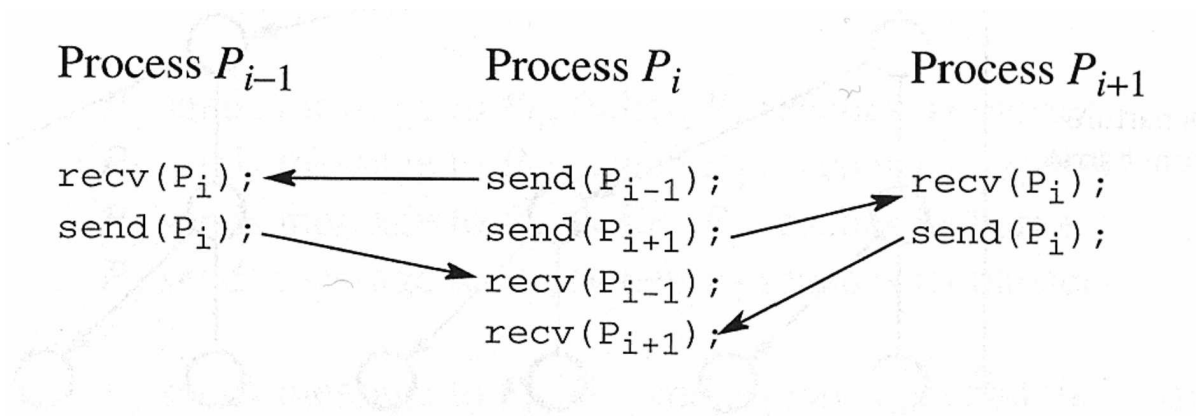 Process P_{i–1}
recv(P_i);
send(P_i);
Process P_i
send(P_{i-1});
send(P_{i+1});
recv(P_{i-1});
recv(P_{i+1});
Process P_{i+1}
recv(P_i);
send(P_i);